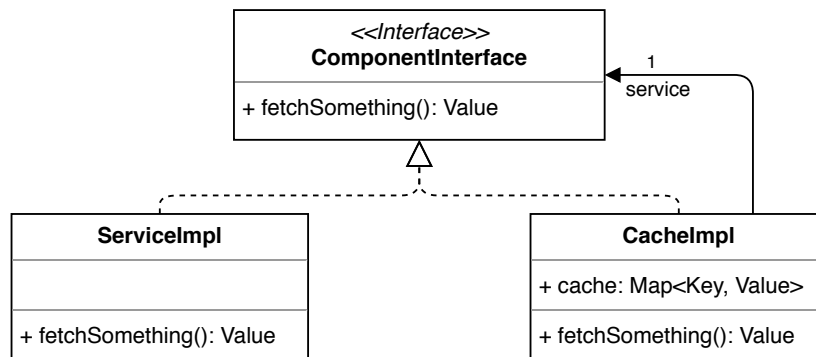 <<Interface>>
ComponentInterface
+ fetchSomething(): Value
1
service
ServiceImpl
+ fetchSomething(): Value
CacheImpl
+ cache: Map<Key, Value>
+ fetchSomething(): Value